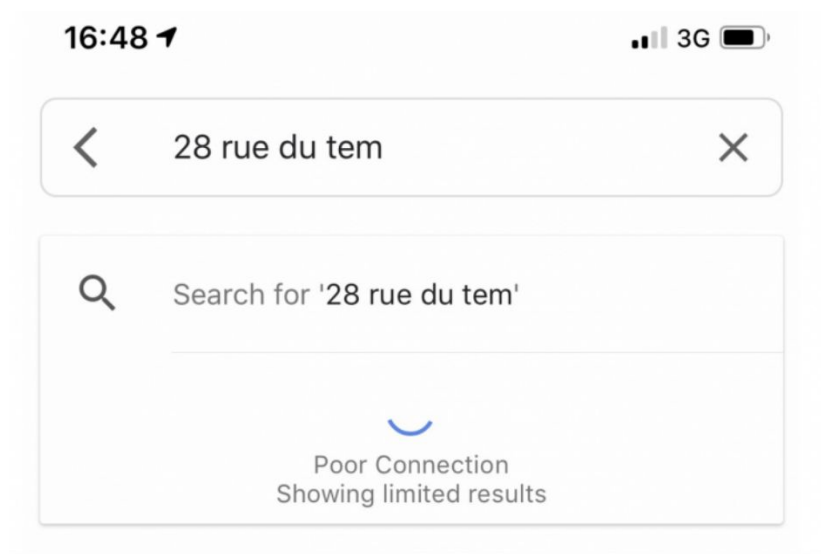 16:48 3G
28 rue du tem
Search for '28 rue du tem'
Poor Connection
Showing limited results